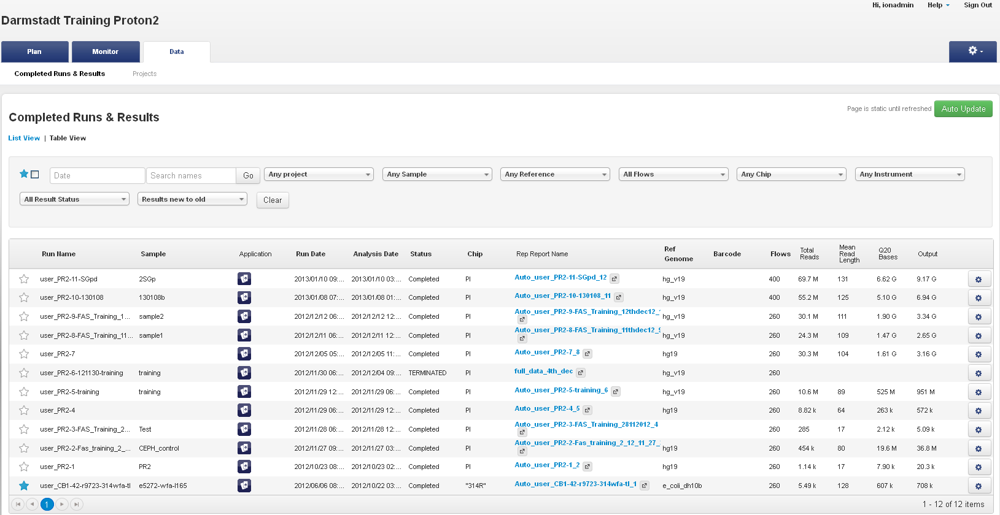 Hi, ionadmin Help Sign Out
Darmstadt Training Proton2
Plan Monitor Data
Completed Runs & Results Projects
Completed Runs & Results
Page is static until refreshed Auto Update
List View | Table View
Date Search names Go Any project Any Sample Any Reference All Flows Any Chip Any Instrument
All Result Status Results new to old Clear
Run Name Sample Application Run Date Analysis Date Status Chip Rep Report Name Ref Genome Barcode Flows Total Reads Mean Read Length Q20 Bases Output
user_PR2-11-SGpd 2SGp 2013/01/10 09:... 2013/01/10 03:... Completed PI Auto_user_PR2-11-SGpd_12 hg_v19 400 69.7 M 131 6.62 G 9.17 G
user_PR2-10-130108 130108b 2013/01/08 07:... 2013/01/08 01:... Completed PI Auto_user_PR2-10-130108_11 hg_v19 400 55.2 M 125 5.10 G 6.94 G
user_PR2-9-FAS_Training_1... sample2 2012/12/12 06:... 2012/12/12 12:... Completed PI Auto_user_PR2-9-FAS_Training_12thdec12_ hg_v19 260 30.1 M 111 1.90 G 3.34 G
user_PR2-8-FAS_Training_11... sample1 2012/12/11 06:... 2012/12/11 12:... Completed PI Auto_user_PR2-8-FAS_Training_11thdec12_9 hg_v19 260 24.3 M 109 1.47 G 2.65 G
user_PR2-7 2012/12/05 05:... 2012/12/05 11:... Completed PI Auto_user_PR2-7_8 hg19 260 30.3 M 104 1.61 G 3.16 G
user_PR2-6-121130-training training 2012/11/30 06:... 2012/12/04 09:... TERMINATED PI full_data_4th_dec hg_v19 260
user_PR2-5-training training 2012/11/29 12:... 2012/11/29 06:... Completed PI Auto_user_PR2-5-training_6 hg_v19 260 10.6 M 89 525 M 951 M
user_PR2-4 2012/11/29 06:... 2012/11/29 12:... Completed PI Auto_user_PR2-4_5 hg19 260 8.82 k 64 263 k 572 k
user_PR2-3-FAS_Training_2... Test 2012/11/28 06:... 2012/11/28 12:... Completed PI Auto_user_PR2-3-FAS_Training_28112012_4 260 285 17 2.12 k 5.09 k
user_PR2-2-Fas_training_2_... CEPH_control 2012/11/27 09:... 2012/11/27 03:... Completed PI Auto_user_PR2-2-Fas_training_2_12_11_27_ hg19 260 454 k 80 19.6 M 36.8 M
user_PR2-1 PR2 2012/10/23 08:... 2012/10/23 02:... Completed PI Auto_user_PR2-1_2 hg19 260 1.14 k 17 7.90 k 20.3 k
user_CB1-42-r9723-314wfa-tl e5272-wfa-l165 2012/06/06 08:... 2012/10/22 03:... Completed "314R" Auto_user_CB1-42-r9723-314wfa-tl_1 e_coli_dh10b 260 5.49 k 128 607 k 708 k
1 1 - 12 of 12 items